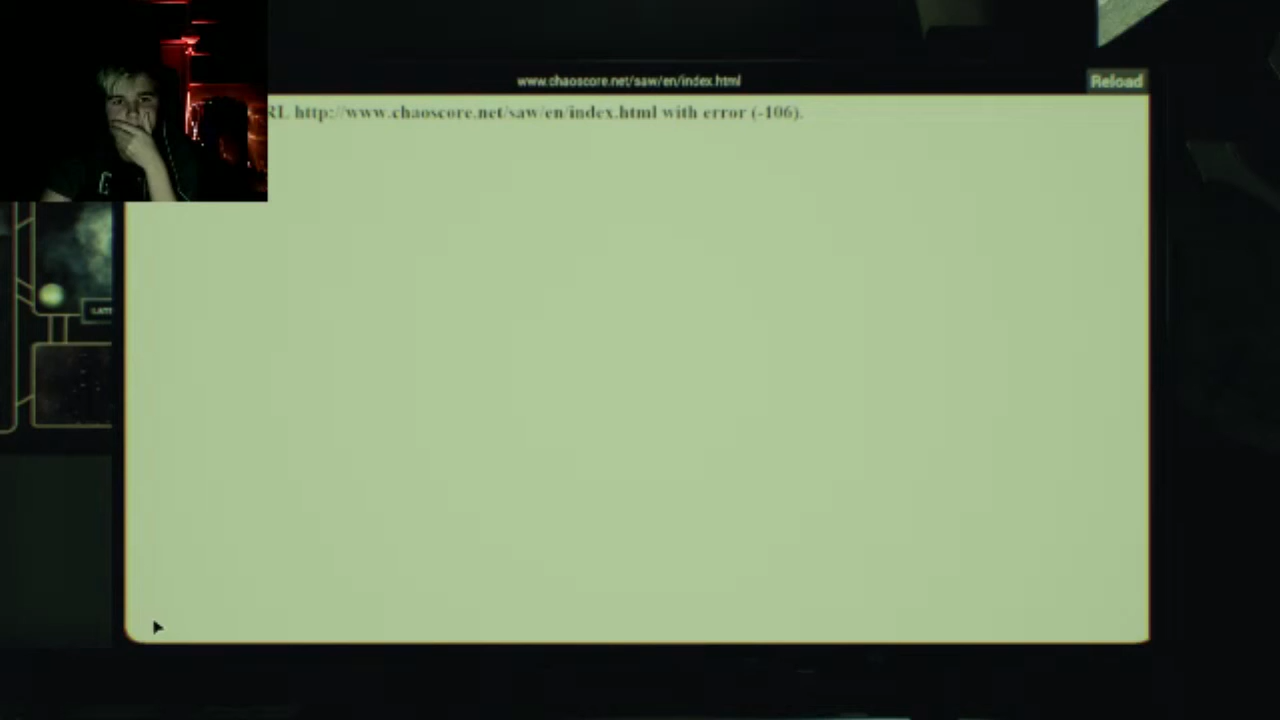 www.chaoscore.net/saw/en/index.html
Reload
RL http://www.chaoscore.net/saw/en/index.html with error (-106).